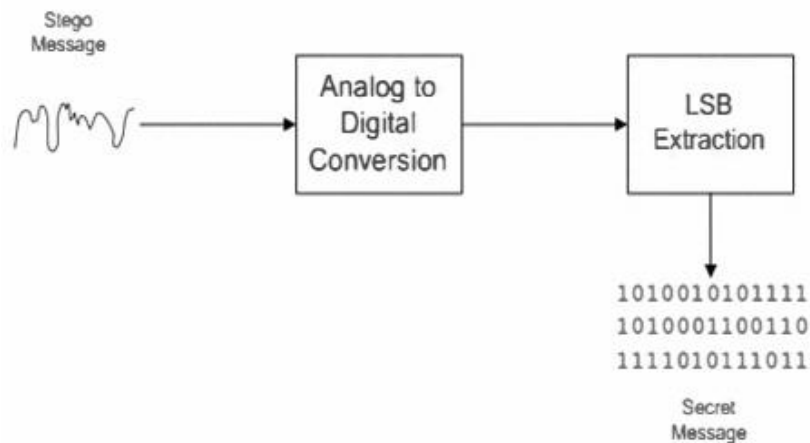 Stego
Message
Analog to
Digital
Conversion
LSB
Extraction
1010010101111
1010001100110
1111010111011
Secret
Message